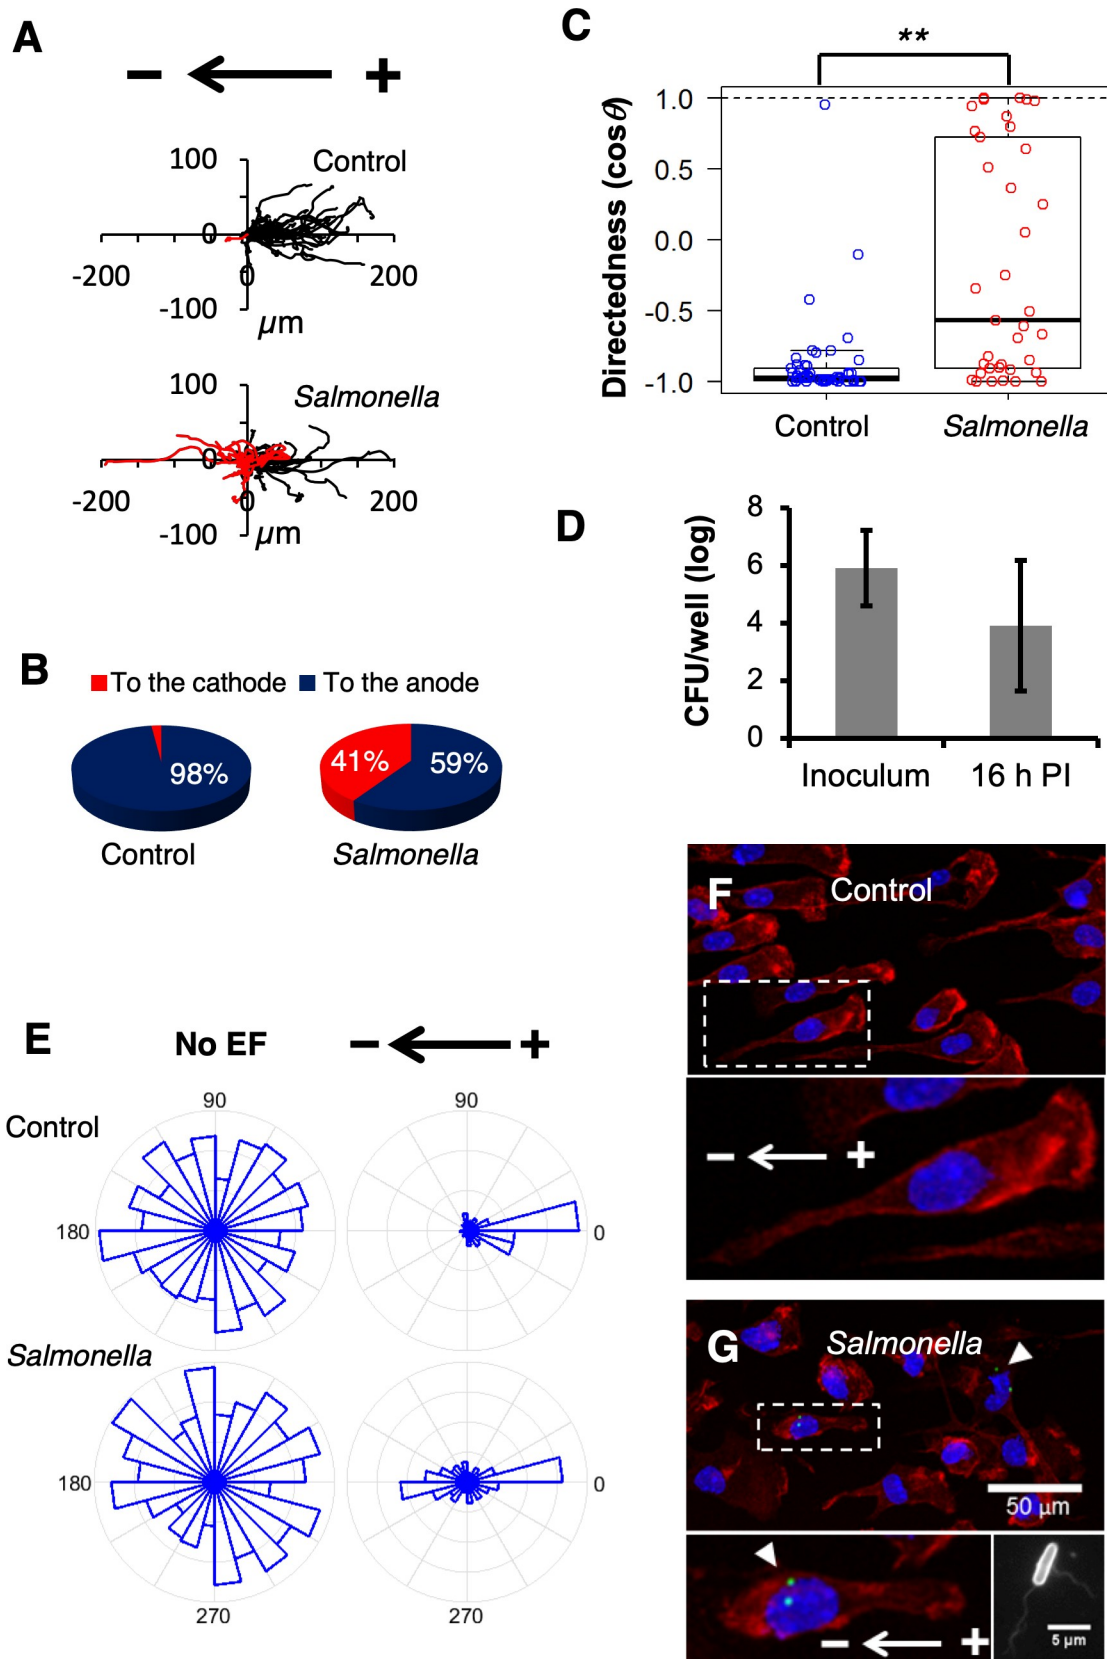 A
− +
100
Control
0
-200
0
200
-100
µm
100
Salmonella
0
-200
0
200
-100
µm
B
To the cathode To the anode
98%
41% 59%
Control
Salmonella
C
**
Directedness (cosθ)
1.0
0.5
0.0
-0.5
-1.0
Control
Salmonella
D
CFU/well (log)
8
6
4
2
0
Inoculum
16 h PI
E
No EF
− +
90
90
Control
180
0
Salmonella
180
0
270
270
F
Control
− +
G
Salmonella
50 µm
− +
5 µm